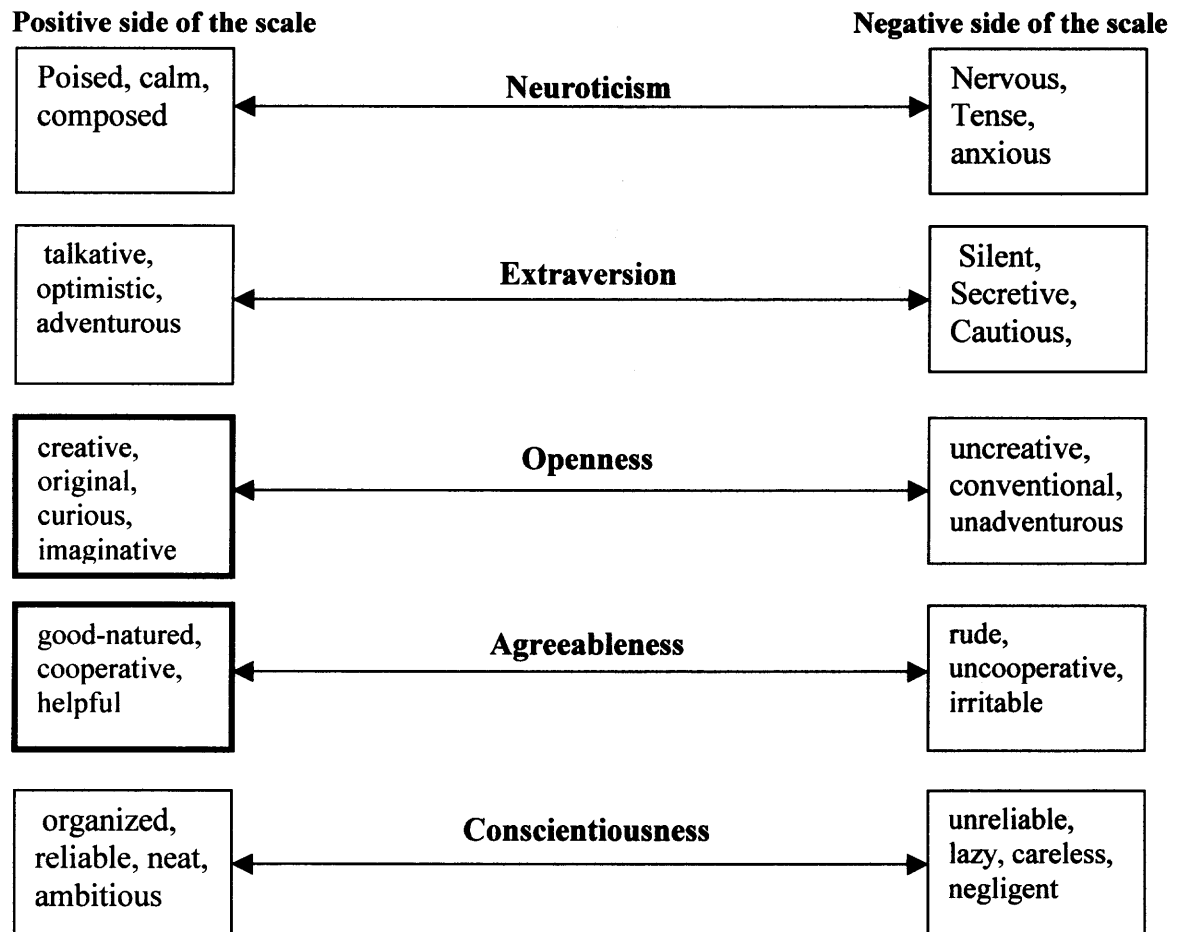 Positive side of the scale
Negative side of the scale
Poised, calm,
composed
Neuroticism
Nervous,
Tense,
anxious
talkative,
optimistic,
adventurous
Extraversion
Silent,
Secretive,
Cautious,
creative,
original,
curious,
imaginative
Openness
uncreative,
conventional,
unadventurous
good-natured,
cooperative,
helpful
Agreeableness
rude,
uncooperative,
irritable
organized,
reliable, neat,
ambitious
Conscientiousness
unreliable,
lazy, careless,
negligent